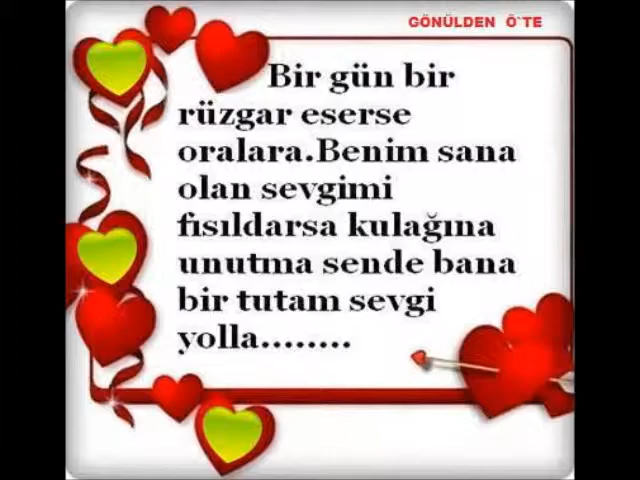 GÖNÜLDEN Ö`TE
Bir gün bir
rüzgar eserse
oralara.Benim sana
olan sevgimi
fısıldarsa kulağına
unutma sende bana
bir tutam sevgi
yolla........